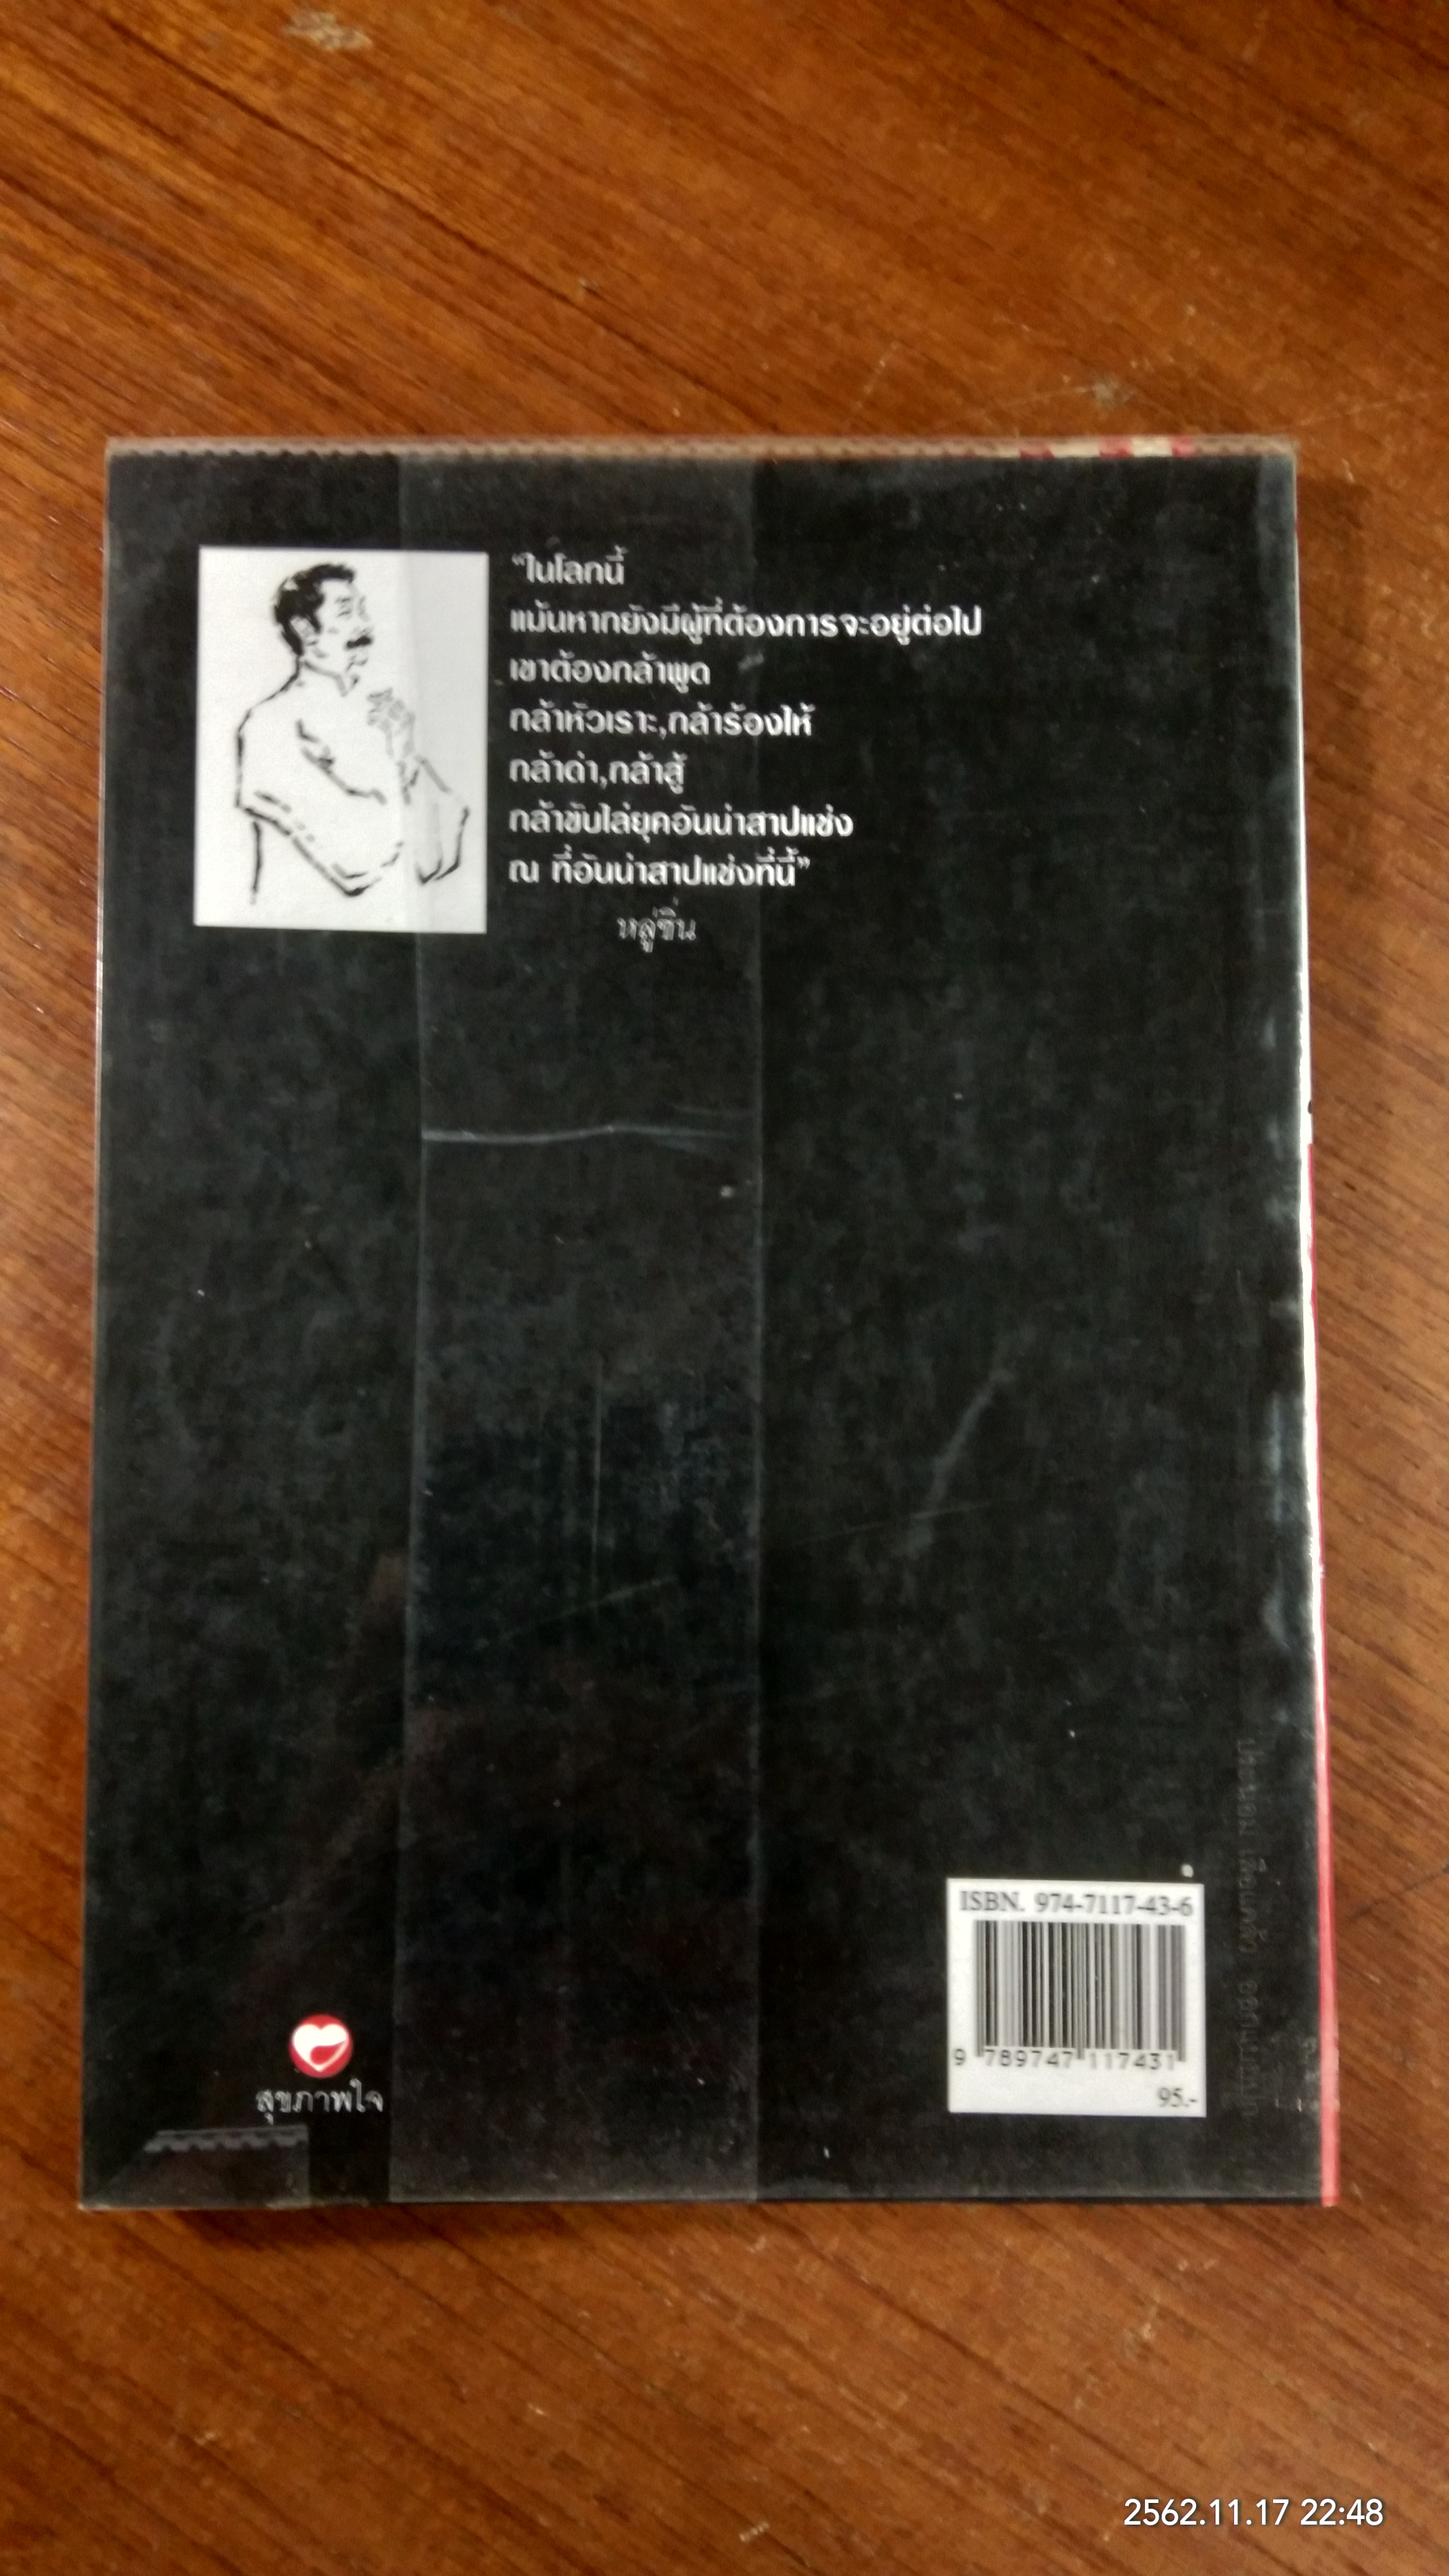 “ในโลกนี้
แม้นหากยังมีผู้ที่ต้องการจะอยู่ต่อไป
เขาต้องกล้าพูด
กล้าหัวเราะ,กล้าร้องไห้
กล้าด่า,กล้าสู้
กล้าขับไล่ยุคอันน่าสาปแช่ง
ณ ที่อันน่าสาปแช่งที่นี้”
หลู่ซิ่น
ISBN. 974-7117-43-6
9 789747 117431
95.-
สุขภาพใจ
2562.11.17 22:48